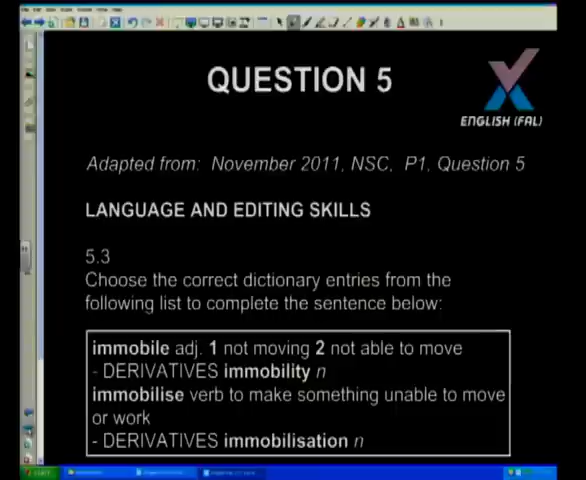 QUESTION 5
ENGLISH (FAL)
Adapted from: November 2011, NSC, P1, Question 5
LANGUAGE AND EDITING SKILLS
5.3
Choose the correct dictionary entries from the
following list to complete the sentence below:
immobile adj. 1 not moving 2 not able to move
- DERIVATIVES immobility n
immobilise verb to make something unable to move
or work
- DERIVATIVES immobilisation n